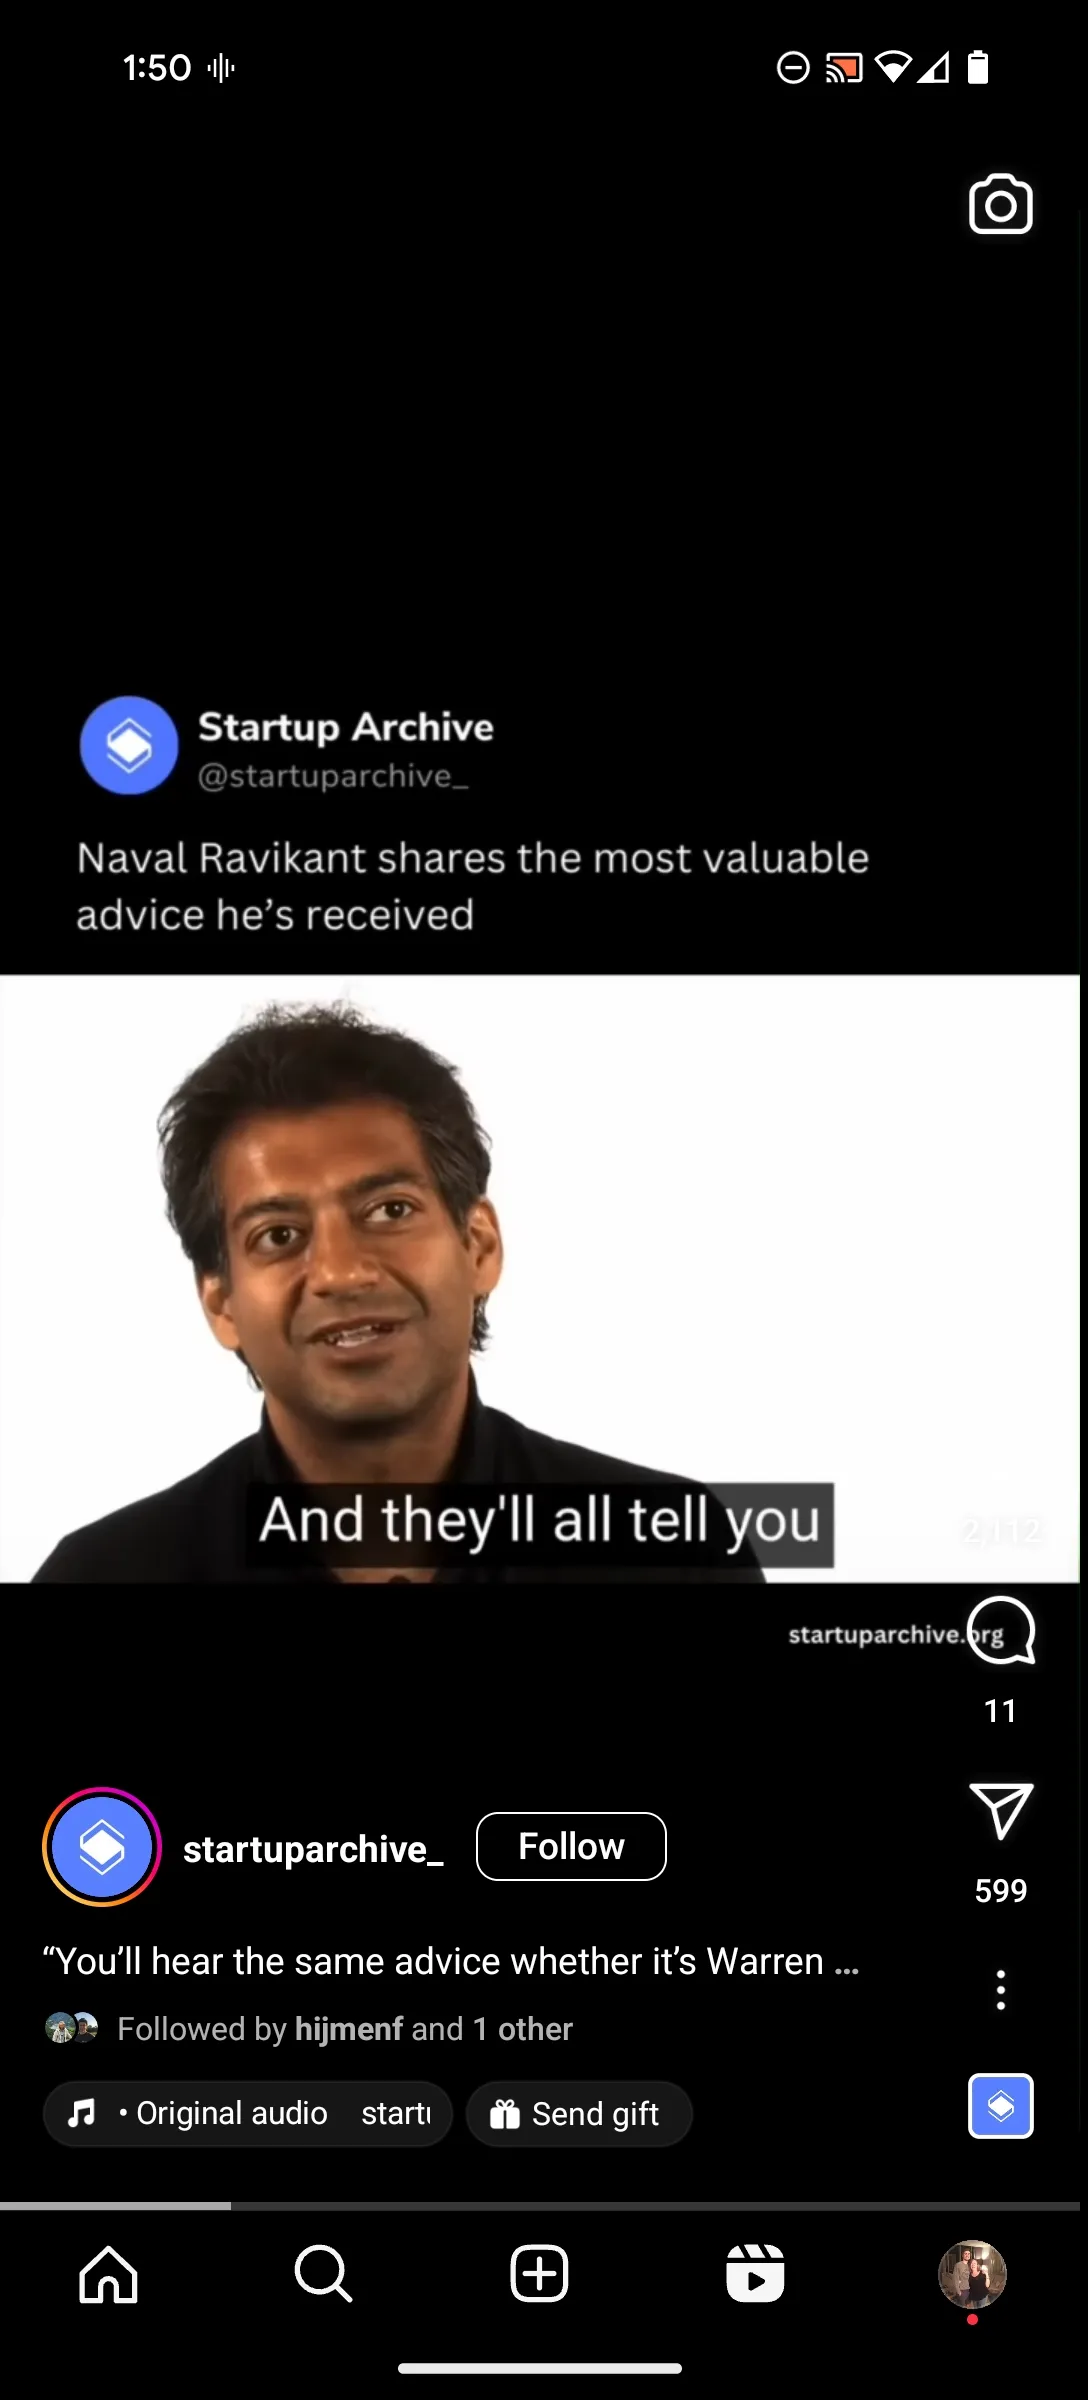 1:50
Startup Archive
@startuparchive_
Naval Ravikant shares the most valuable
advice he’s received
And they'll all tell you
2,112
startuparchive.org
11
599
startuparchive_
Follow
“You’ll hear the same advice whether it’s Warren ...
Followed by hijmenf and 1 other
• Original audio
Send gift